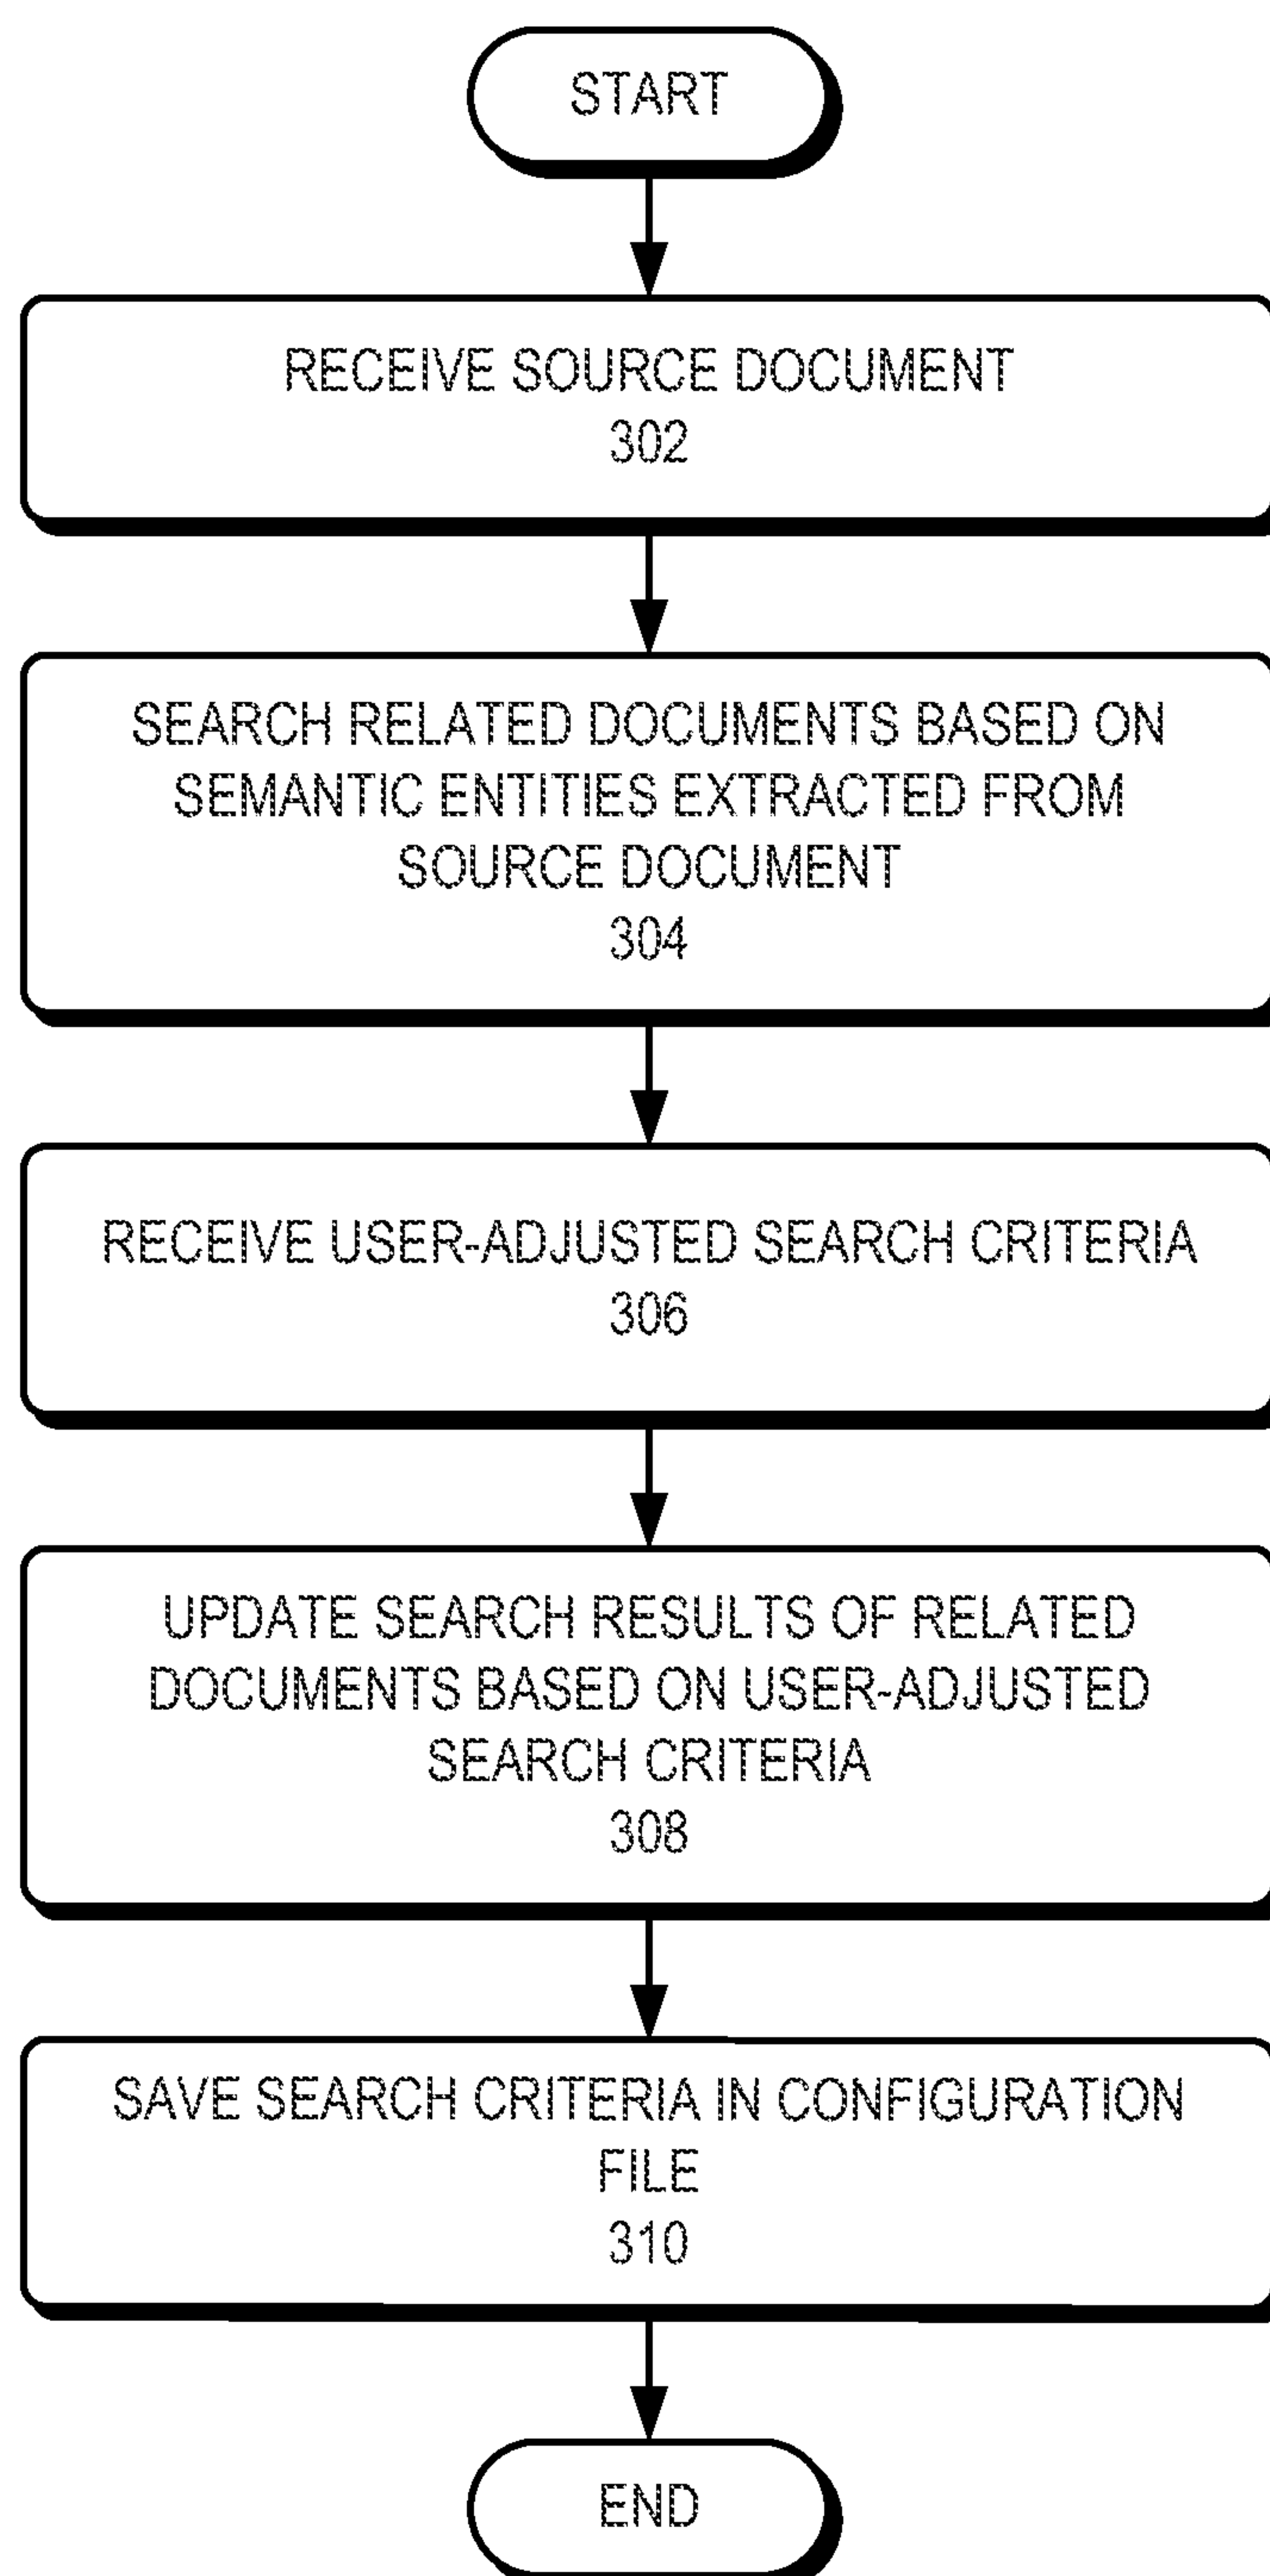 START
RECEIVE SOURCE DOCUMENT
302
SEARCH RELATED DOCUMENTS BASED ON
SEMANTIC ENTITIES EXTRACTED FROM
SOURCE DOCUMENT
304
RECEIVE USER-ADJUSTED SEARCH CRITERIA
306
UPDATE SEARCH RESULTS OF RELATED
DOCUMENTS BASED ON USER-ADJUSTED
SEARCH CRITERIA
308
SAVE SEARCH CRITERIA IN CONFIGURATION
FILE
310
END